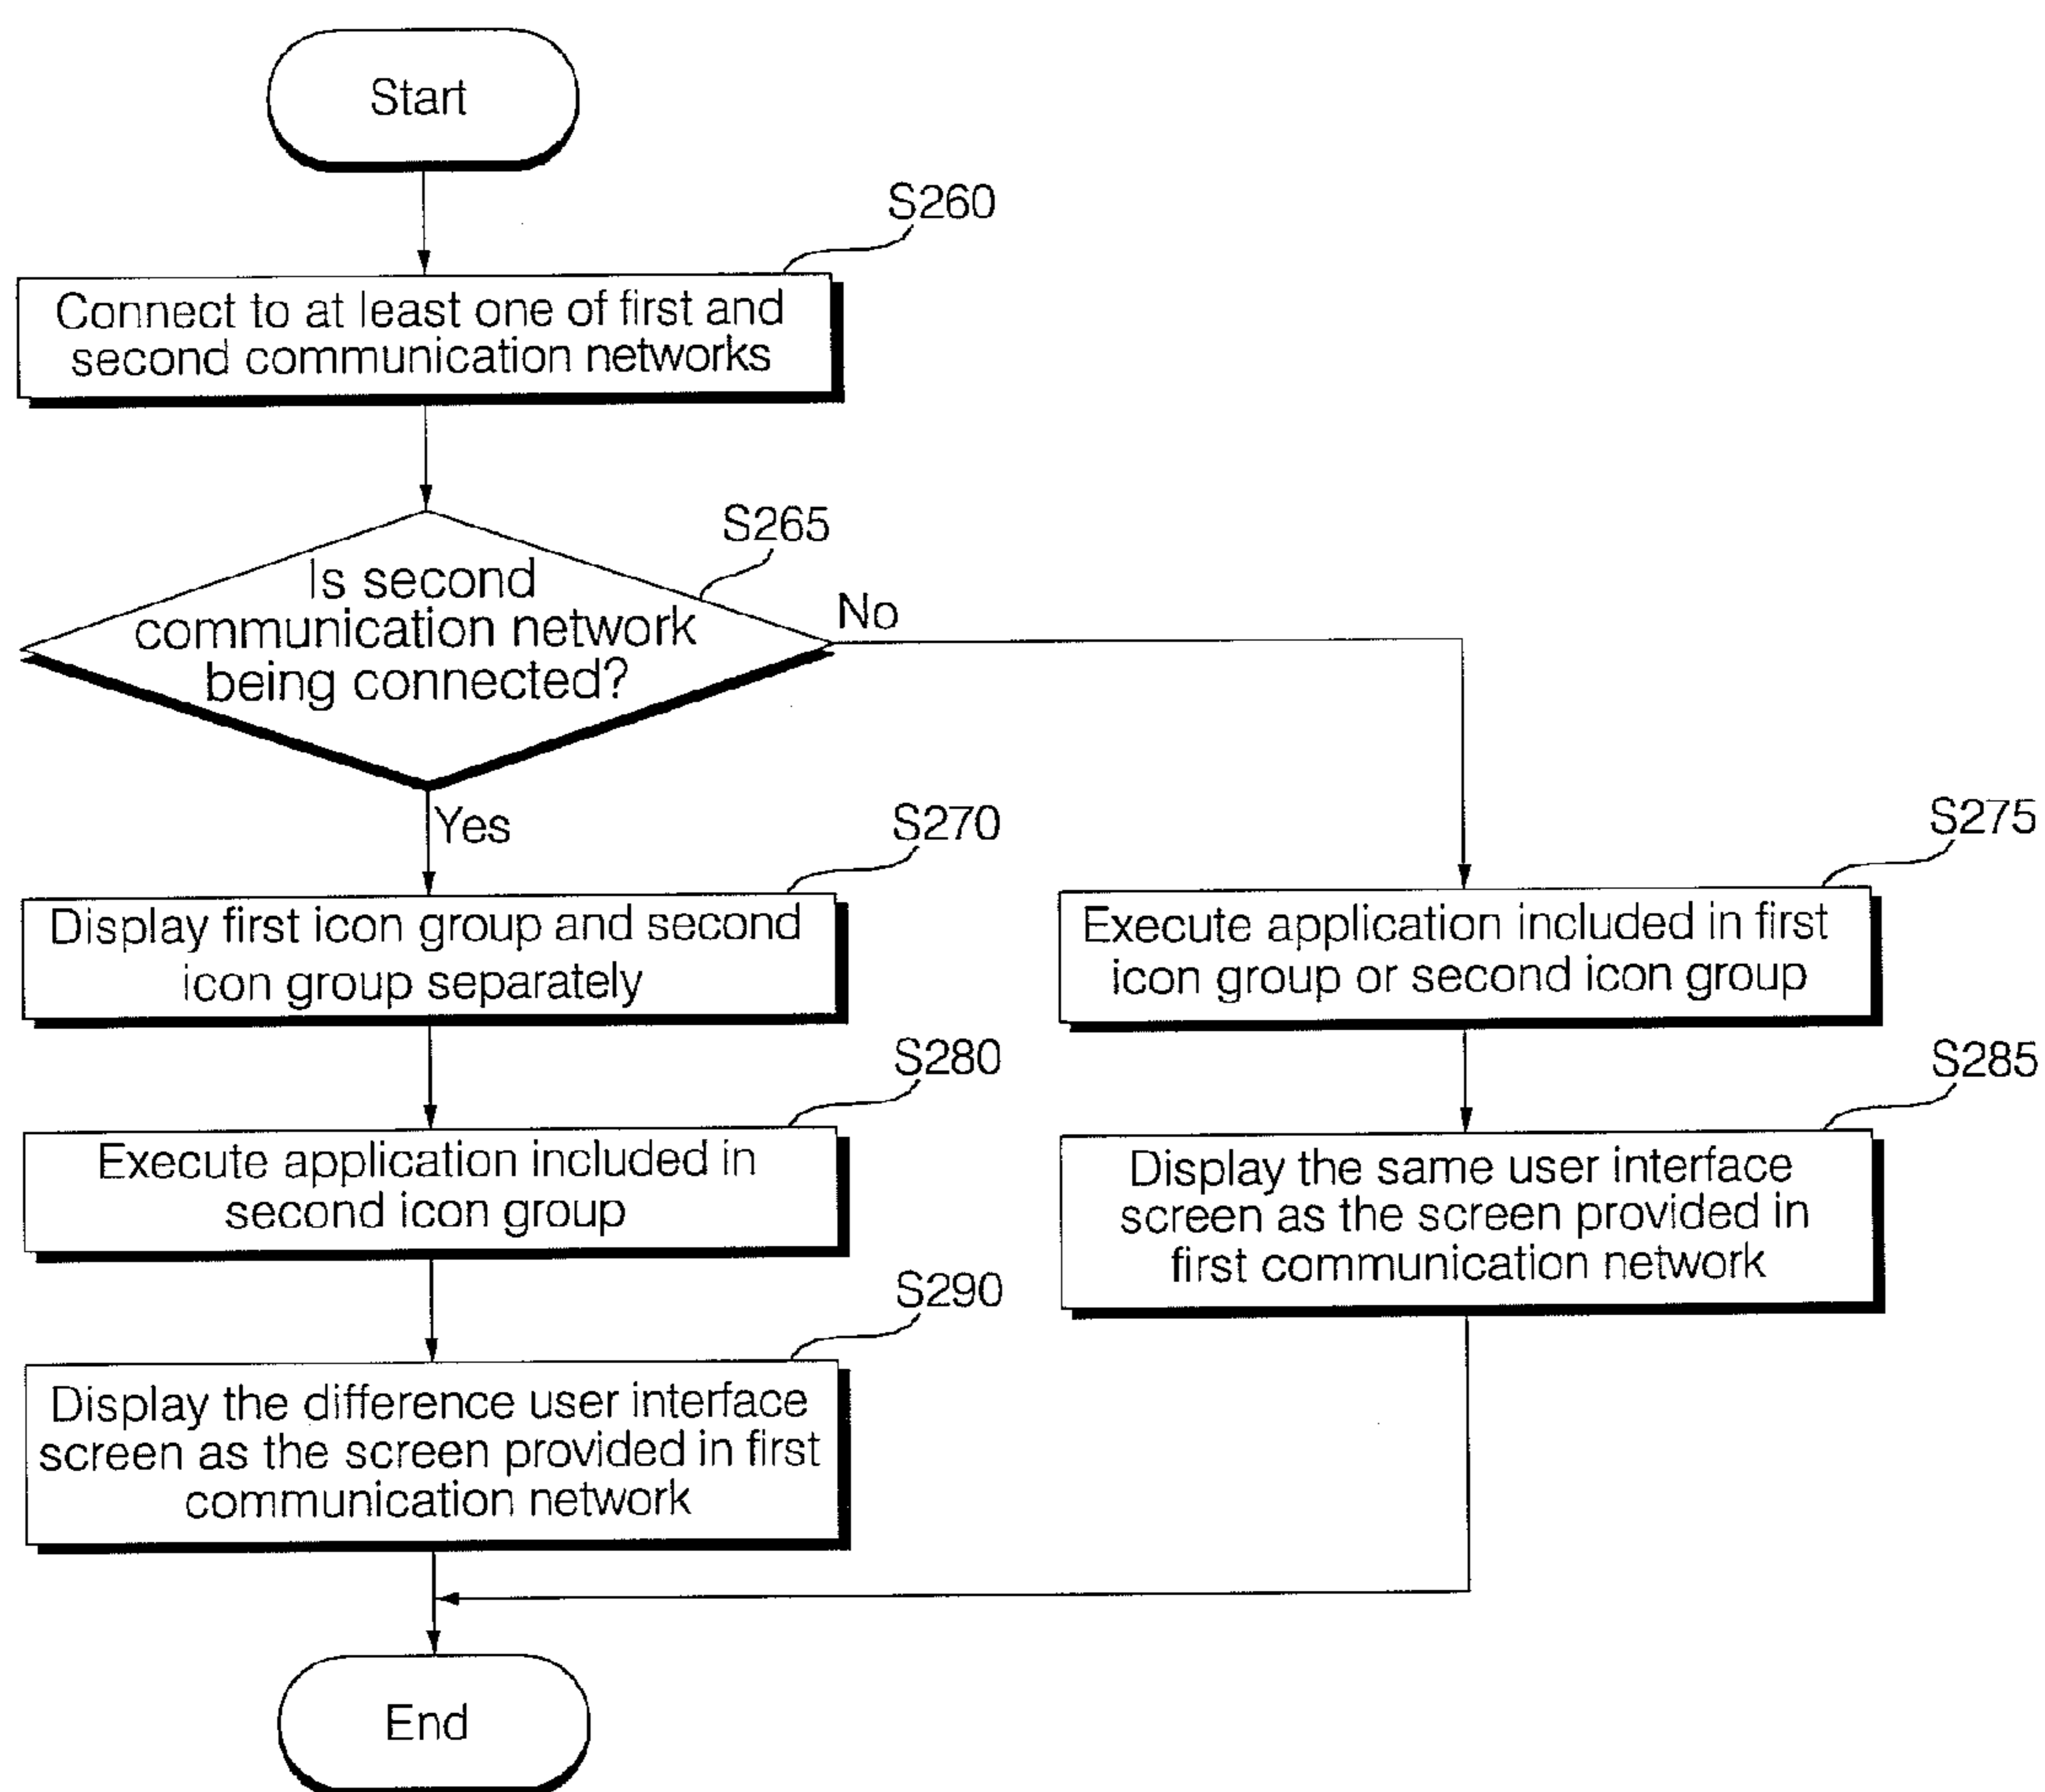 Start
S260
Connect to at least one of first and
second communication networks
S265
Is second
communication network
being connected?
No
Yes
S270
Display first icon group and second
icon group separately
S275
Execute application included in first
icon group or second icon group
S280
Execute application included in
second icon group
S285
Display the same user interface
screen as the screen provided in
first communication network
S290
Display the difference user interface
screen as the screen provided in first
communication network
End